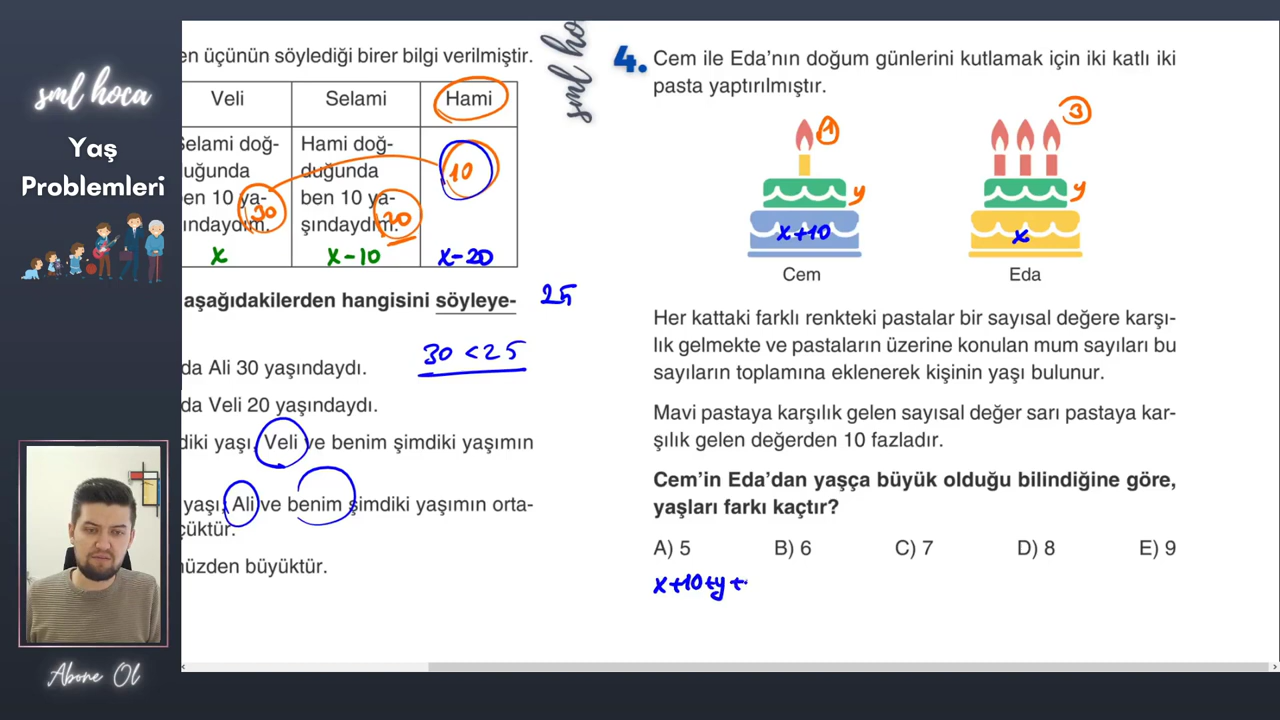 sml hoca
Yaş
Problemleri
Abone Ol
en üçünün söylediği birer bilgi verilmiştir.
Veli Selami Hami
Selami doğ-
uğunda
en 10 ya-
ındaydım.
30
x
Hami doğ-
duğunda
ben 10 ya-
şındaydım.
20
x-10
10
x-20
aşağıdakilerden hangisini söyleye-
25
30 < 25
da Ali 30 yaşındaydı.
da Veli 20 yaşındaydı.
diki yaşı, Veli ve benim şimdiki yaşımın
yaşı, Ali ve benim şimdiki yaşımın orta-
çüktür.
nüzden büyüktür.
sml ho
4. Cem ile Eda'nın doğum günlerini kutlamak için iki katlı iki
pasta yaptırılmıştır.
1 3
y y
x+10 x
Cem Eda
Her kattaki farklı renkteki pastalar bir sayısal değere karşı-
lık gelmekte ve pastaların üzerine konulan mum sayıları bu
sayıların toplamına eklenerek kişinin yaşı bulunur.
Mavi pastaya karşılık gelen sayısal değer sarı pastaya kar-
şılık gelen değerden 10 fazladır.
Cem'in Eda'dan yaşça büyük olduğu bilindiğine göre,
yaşları farkı kaçtır?
A) 5 B) 6 C) 7 D) 8 E) 9
x+10+y+